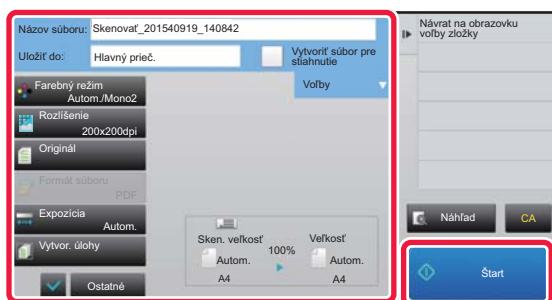 Názov súboru: Skenovať_201540919_140842
Uložiť do: Hlavný prieč.
Vytvoriť súbor pre
stiahnutie
Voľby
Farebný režim
Autom./Mono2
Rozlíšenie
200x200dpi
Originál
Formát súboru
PDF
Expozícia
Autom.
Vytvor. úlohy
Ostatné
Sken. veľkosť
Autom.
A4
100%
Veľkosť
Autom.
A4
Návrat na obrazovku
voľby zložky
Náhľad
CA
Štart